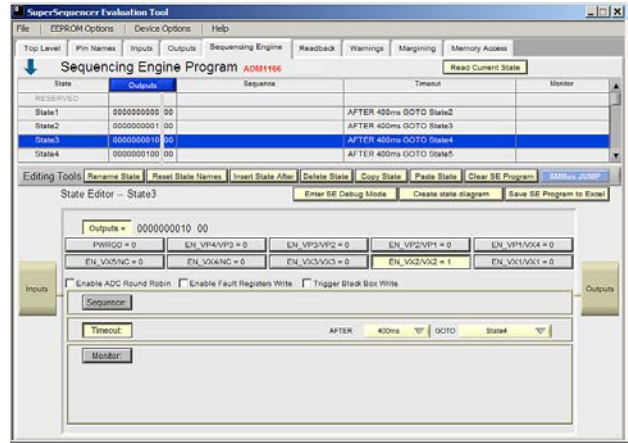 SuperSequencer Evaluation Tool
File EEPROM Options Device Options Help
Top Level Pin Names Inputs Outputs Sequencing Engine Readback Warnings Margining Memory Access
Sequencing Engine Program ADM1166 Read Current State
State Outputs Sequence Timeout Monitor
RESERVED
State1 0000000000 00 AFTER 400ms GOTO State2
State2 0000000001 00 AFTER 400ms GOTO State3
State3 0000000010 00 AFTER 400ms GOTO State4
State4 0000000100 00 AFTER 400ms GOTO State5
Editing Tools Rename State Reset State Names Insert State After Delete State Copy State Paste State Clear SE Program SMBus JUMP
State Editor -- State3 Enter SE Debug Mode Create state diagram Save SE Program to Excel
Outputs = 0000000010 00
PWRGD = 0 EN_VP4/VP3 = 0 EN_VP3/VP2 = 0 EN_VP2/VP1 = 0 EN_VP1/VX4 = 0
EN_VX5/NC = 0 EN_VX4/NC = 0 EN_VX3/VX3 = 0 EN_VX2/VX2 = 1 EN_VX1/VX1 = 0
Enable ADC Round Robin Enable Fault Registers Write Trigger Black Box Write
Inputs
Outputs
Sequence:
Timeout: AFTER 400ms GOTO State4
Monitor: